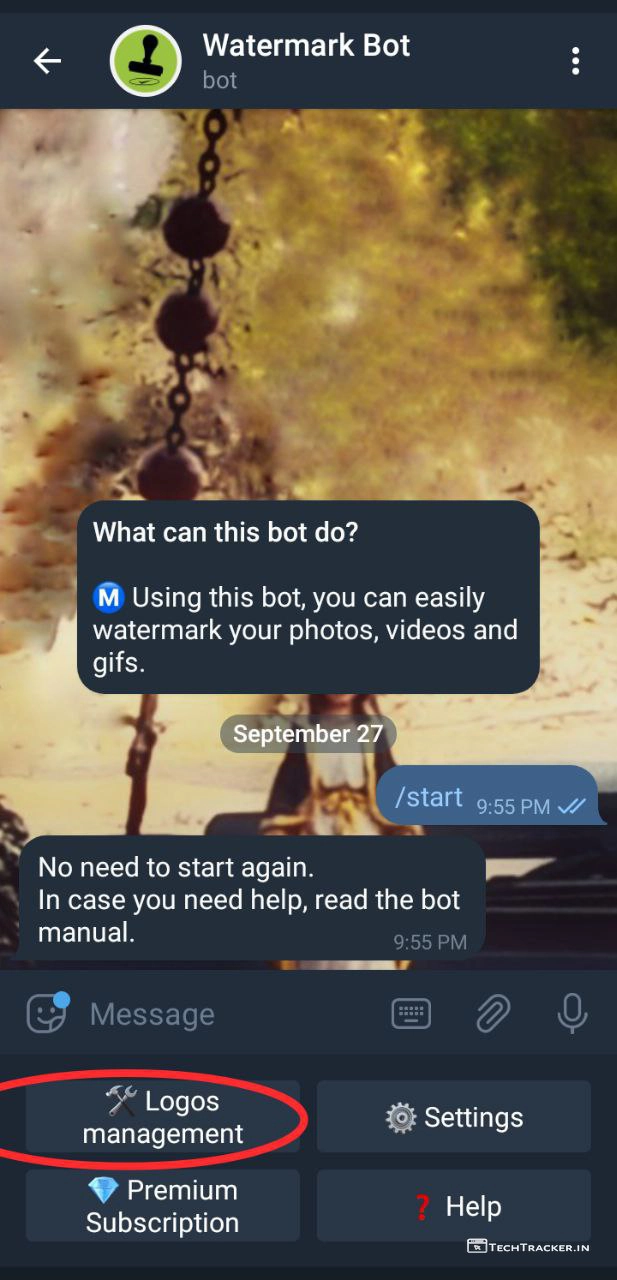 Watermark Bot
bot
What can this bot do?
Ⓜ️ Using this bot, you can easily
watermark your photos, videos and
gifs.
September 27
/start 9:55 PM
No need to start again.
In case you need help, read the bot
manual.
9:55 PM
Message
🛠 Logos
management
⚙️ Settings
💎 Premium
Subscription
❓ Help
TECHTRACKER.IN